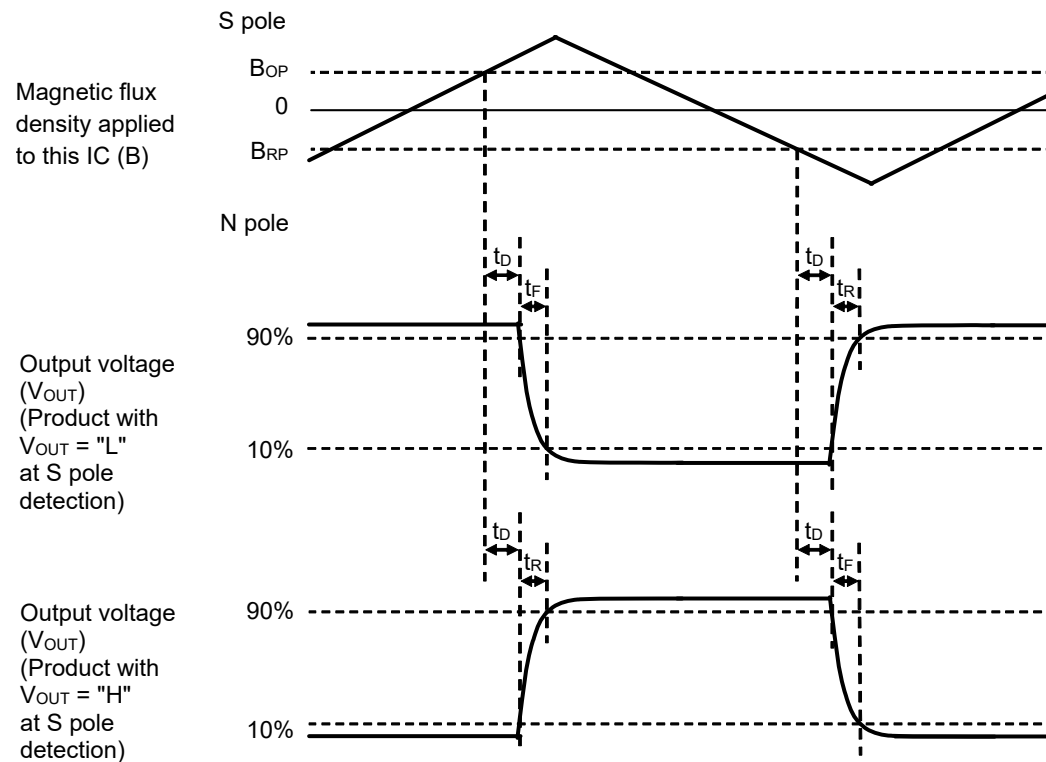 S pole
BOP
Magnetic flux
density applied
to this IC (B)
0
BRP
N pole
tD
tF
tD
tR
90%
10%
Output voltage
(VOUT)
(Product with
VOUT = "L"
at S pole
detection)
tD
tR
tD
tF
90%
10%
Output voltage
(VOUT)
(Product with
VOUT = "H"
at S pole
detection)